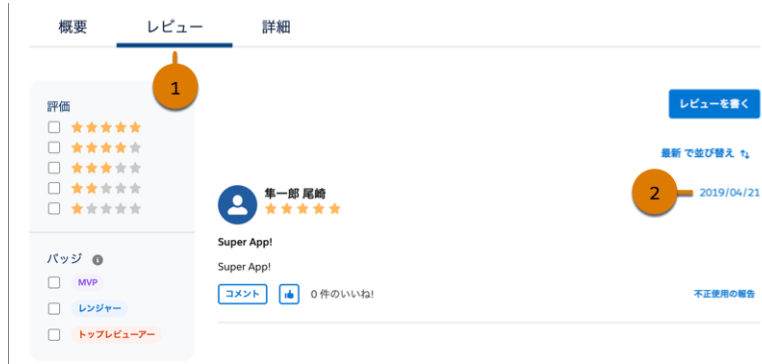 概要 レビュー 詳細
1
評価
レビューを書く
最新 で並び替え
隼一郎 尾崎
2
2019/04/21
Super App!
バッジ
Super App!
MVP
コメント
0 件のいいね!
不正使用の報告
レンジャー
トップレビューアー